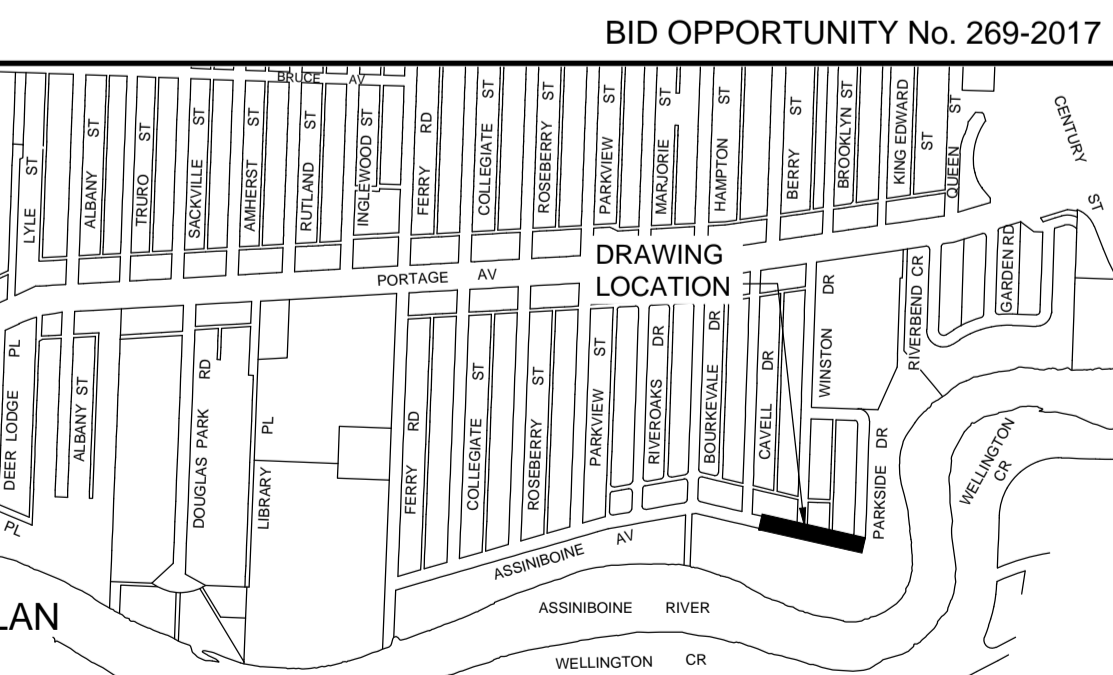 BID OPPORTUNITY No. 269-2017
BRUCE AV
LYLE ST
ALBANY ST
TRURO ST
SACKVILLE ST
AMHERST ST
RUTLAND ST
INGLEWOOD ST
FERRY RD
COLLEGIATE ST
ROSEBERRY ST
PARKVIEW ST
MARJORIE ST
HAMPTON ST
BERRY ST
BROOKLYN ST
KING EDWARD ST
QUEEN ST
CENTURY ST
PORTAGE AV
DRAWING
LOCATION
DEER LODGE PL
PL
ALBANY ST
DOUGLAS PARK RD
LIBRARY PL
FERRY RD
COLLEGIATE ST
ROSEBERRY ST
PARKVIEW ST
RIVEROAKS DR
BOURKEVALE DR
CAVELL DR
WINSTON DR
PARKSIDE DR
RIVERBEND CR
GARDEN RD
WELLINGTON
CR
ASSINIBOINE AV
ASSINIBOINE RIVER
WELLINGTON CR
LAN